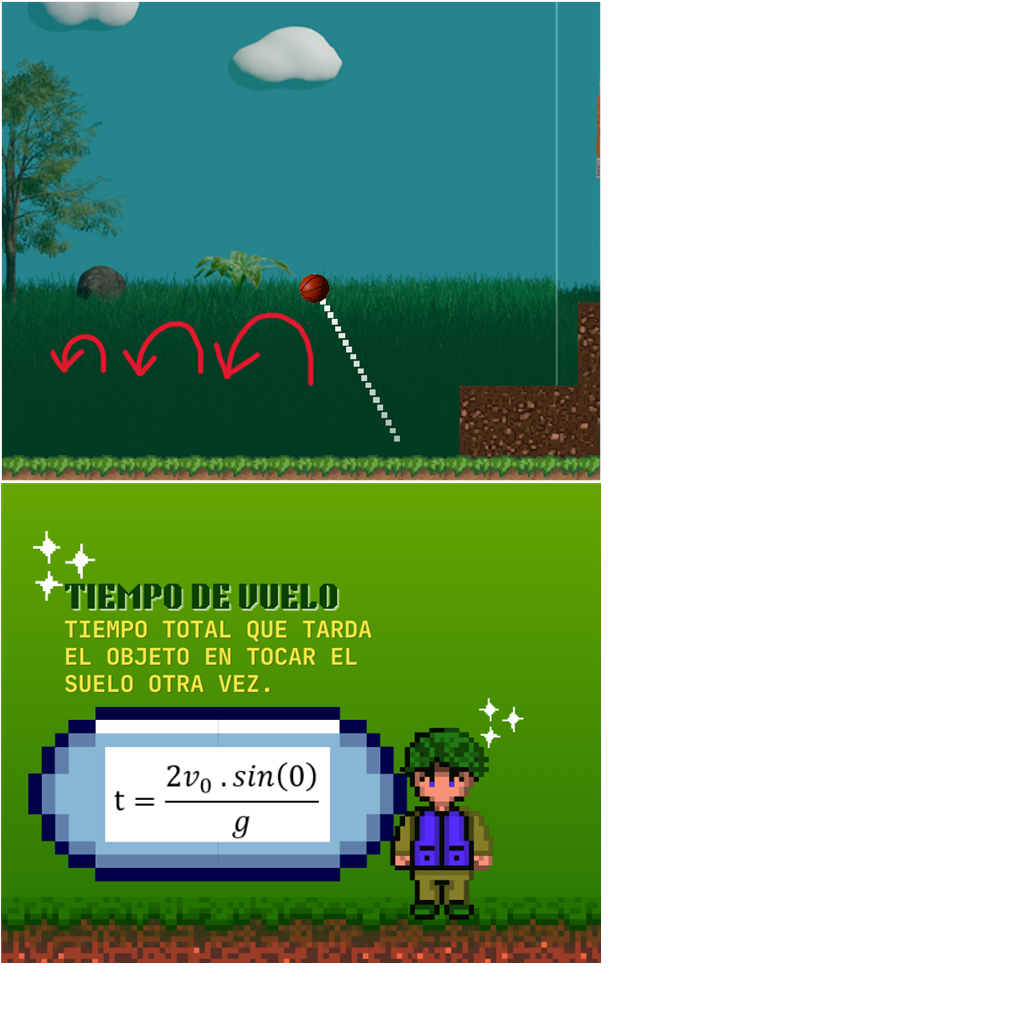 TIEMPO DE VUELO
TIEMPO TOTAL QUE TARDA
EL OBJETO EN TOCAR EL
SUELO OTRA VEZ.
t = 2v₀ . sin(0) / g